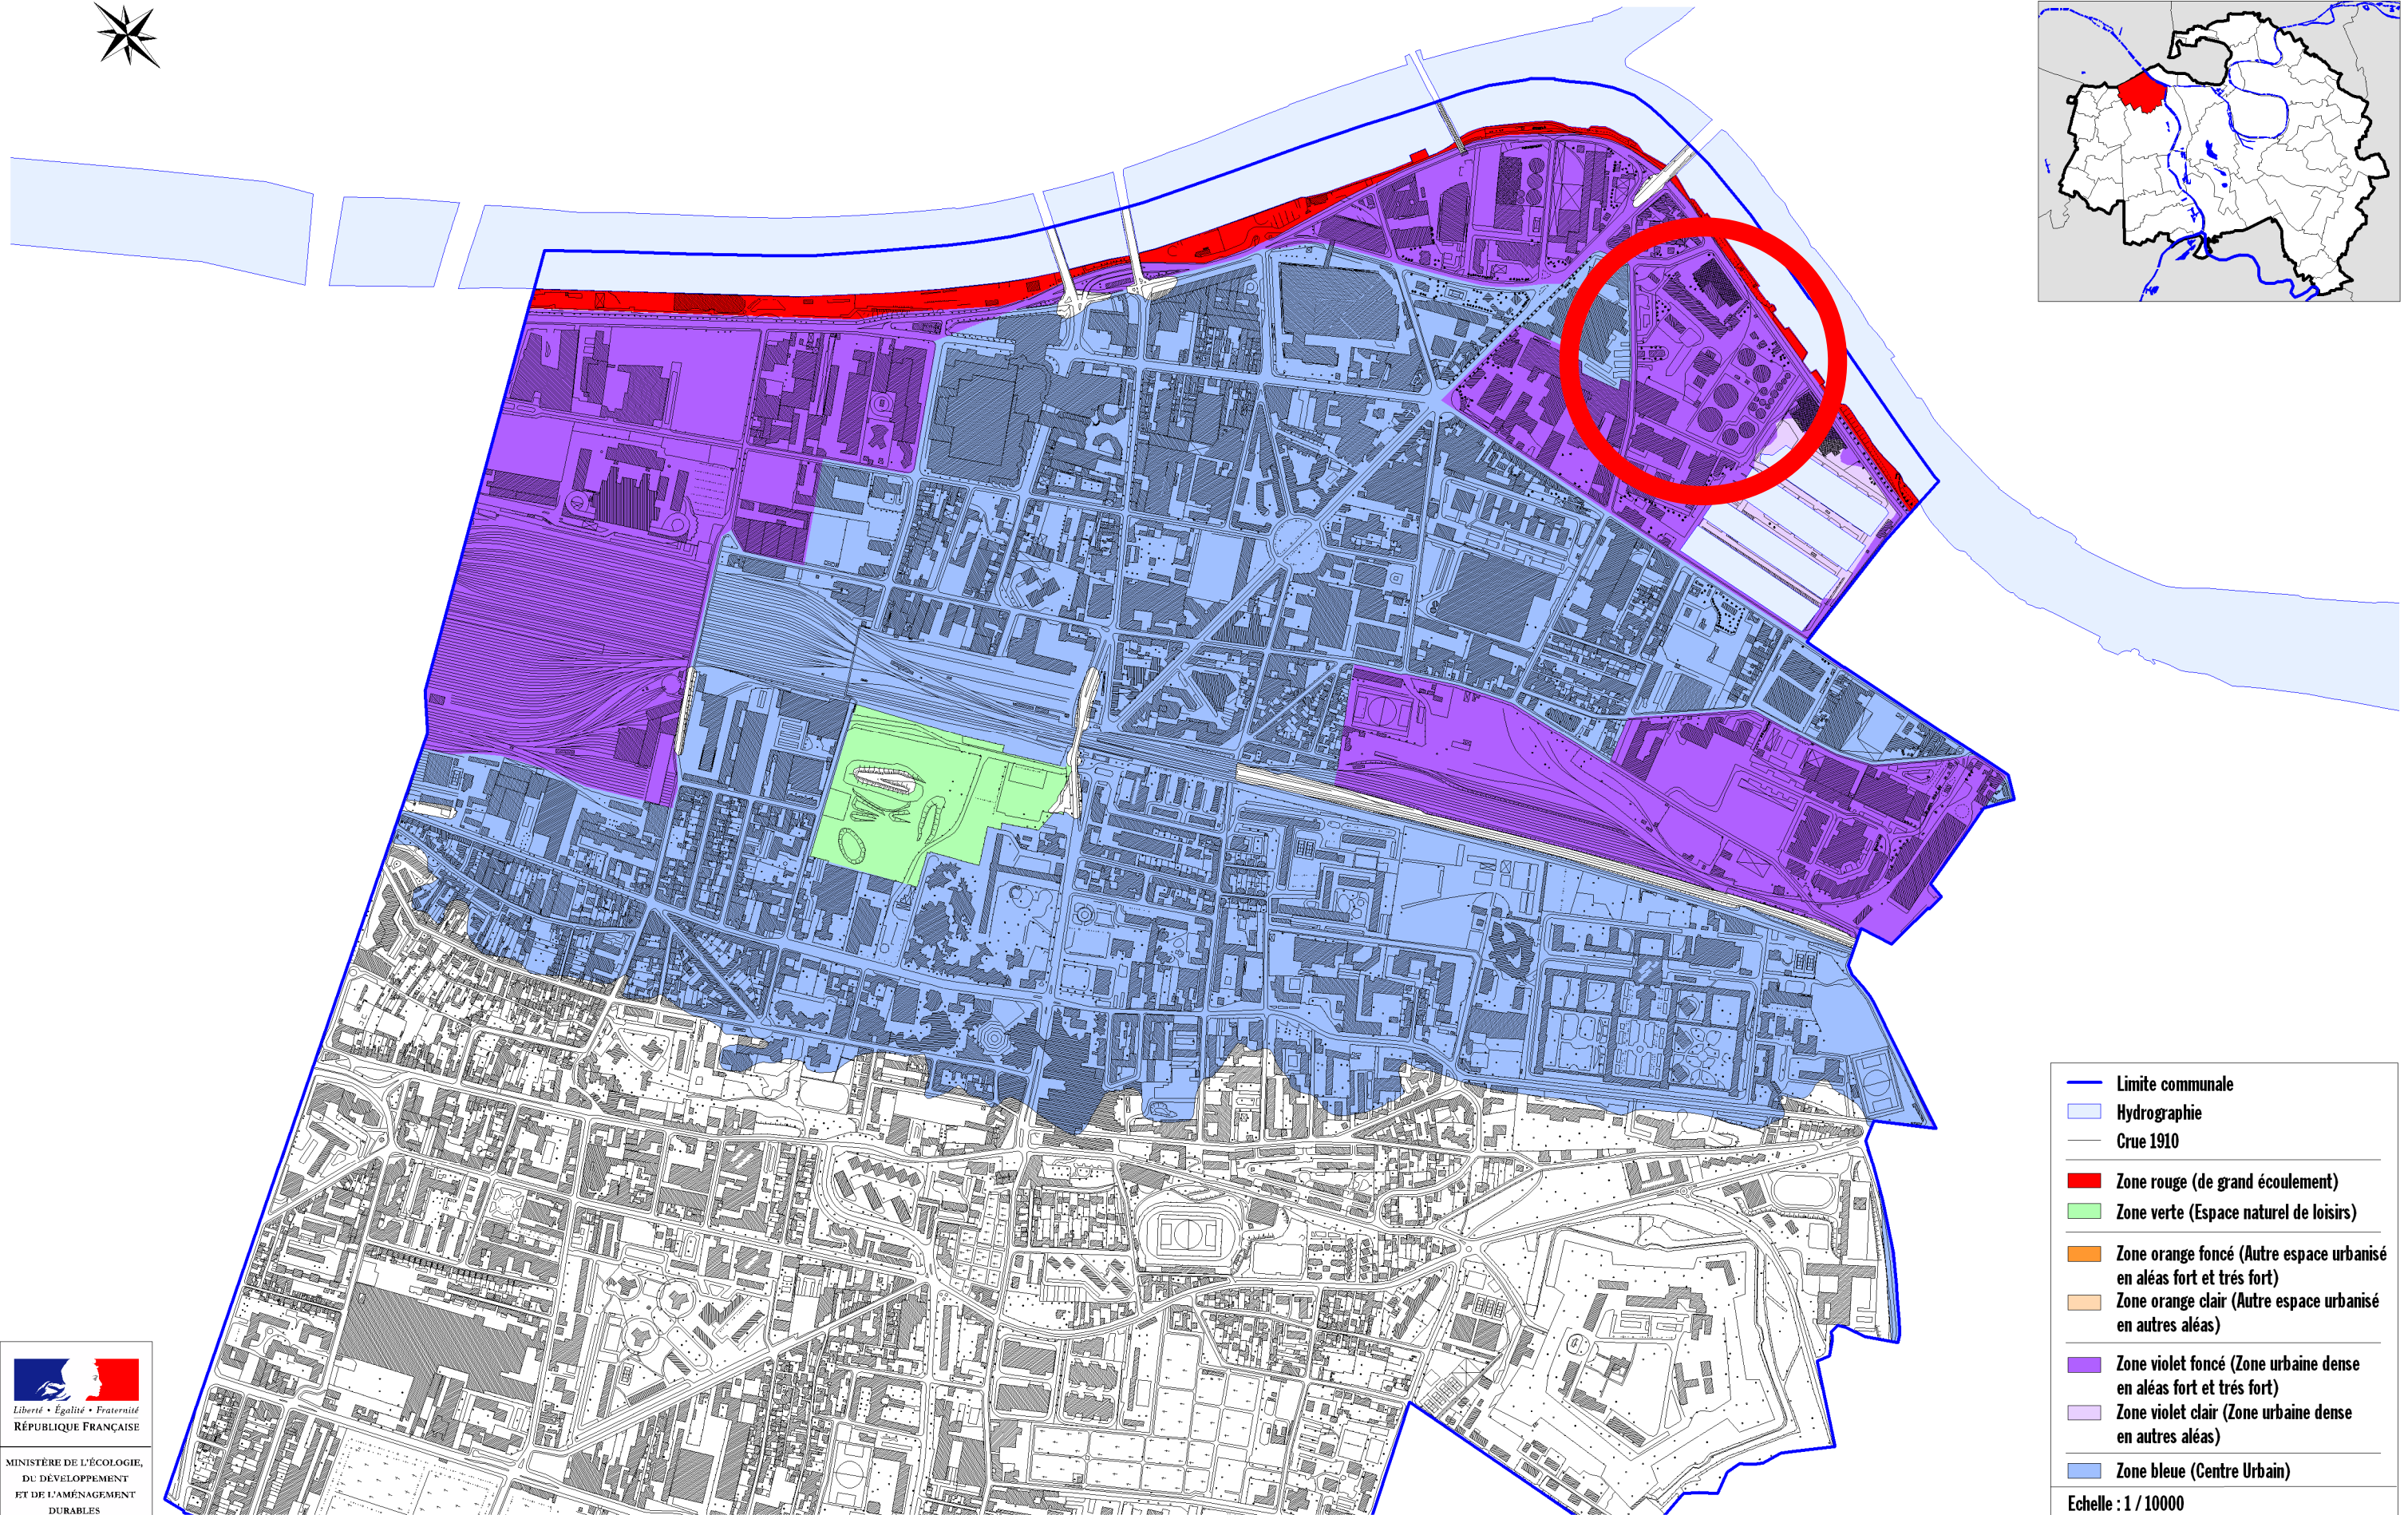 Limite communale
Hydrographie
Crue 1910
Zone rouge (de grand écoulement)
Zone verte (Espace naturel de loisirs)
Zone orange foncé (Autre espace urbanisé
en aléas fort et trés fort)
Zone orange clair (Autre espace urbanisé
en autres aléas)
Zone violet foncé (Zone urbaine dense
en aléas fort et trés fort)
Zone violet clair (Zone urbaine dense
en autres aléas)
Zone bleue (Centre Urbain)
Echelle : 1 / 10000
Liberté • Égalité • Fraternité
RÉPUBLIQUE FRANÇAISE
MINISTÈRE DE L'ÉCOLOGIE,
DU DÉVELOPPEMENT
ET DE L'AMÉNAGEMENT
DURABLES